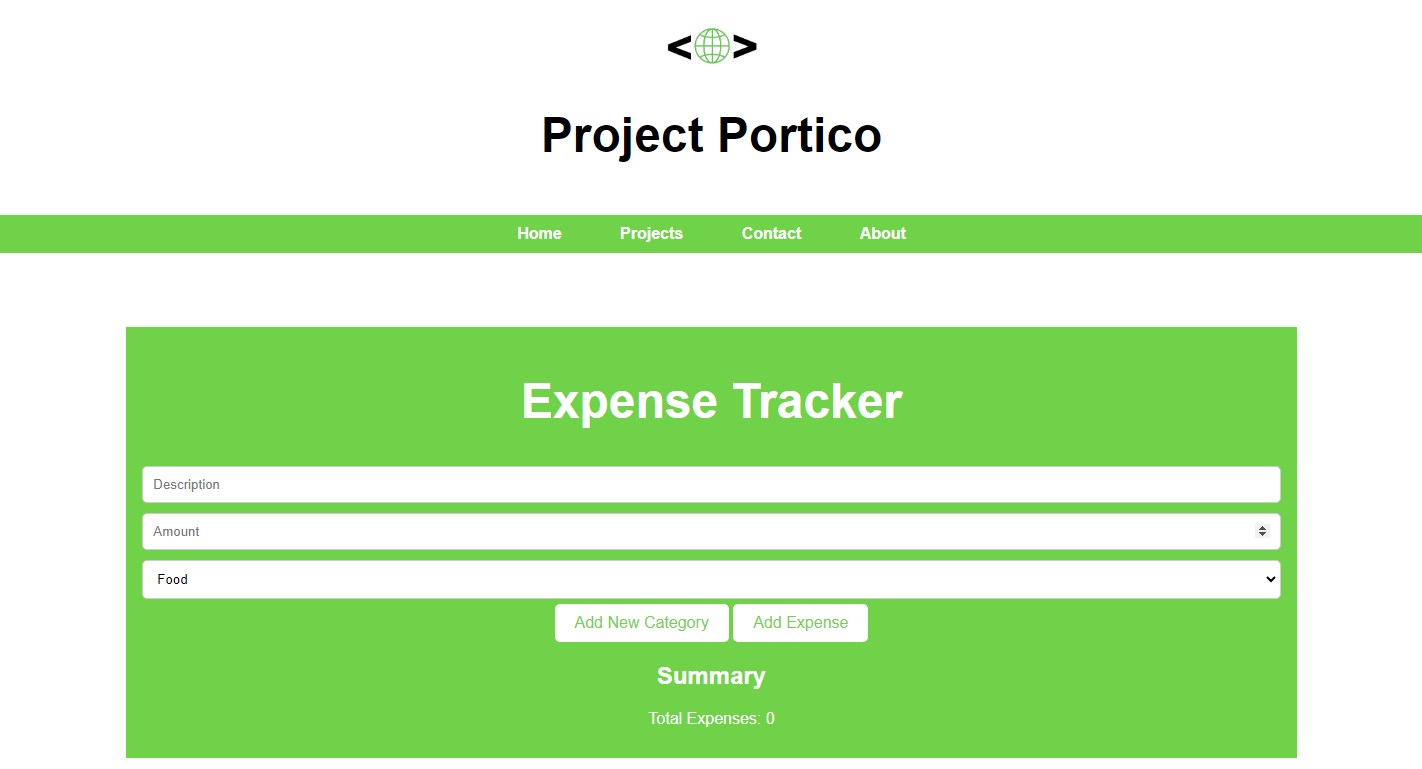 Project Portico
Home Projects Contact About
Expense Tracker
Description
Amount
Food
Add New Category Add Expense
Summary
Total Expenses: 0